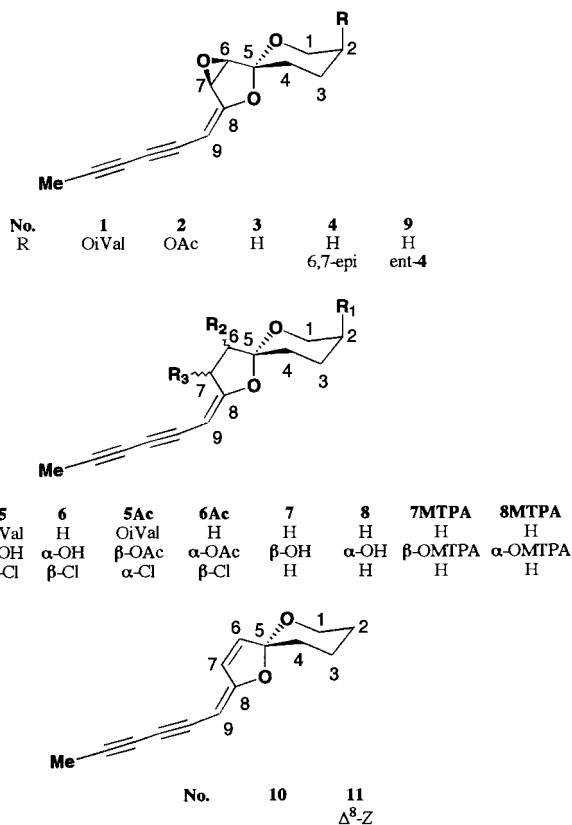 R
O 1 2
6 5
O
7 4 3
O
8
9
Me
No. 1 2 3 4 9
R OiVal OAc H H H
6,7-epi ent-4
R₁
R₂
6 5 O 1 2
R₃
7 4 3
O
8
9
Me
5 6 5Ac 6Ac 7 8 7MTPA 8MTPA
Val H OiVal H H H H H
OH α-OH β-OAc α-OAc β-OH α-OH β-OMTPA α-OMTPA
-Cl β-Cl α-Cl β-Cl H H H H
O 1
6 5 2
7 4 3
O
8
9
Me
No. 10 11
Δ⁸-Z